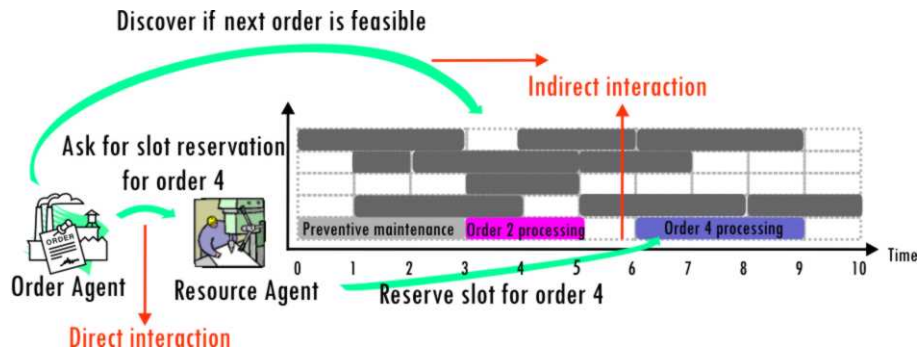 Discover if next order is feasible
Indirect interaction
Ask for slot reservation
for order 4
ORDER
Preventive maintenance
Order 2 processing
Order 4 processing
0 1 2 3 4 5 6 7 8 9 10
Time
Order Agent
Resource Agent
Reserve slot for order 4
Direct interaction